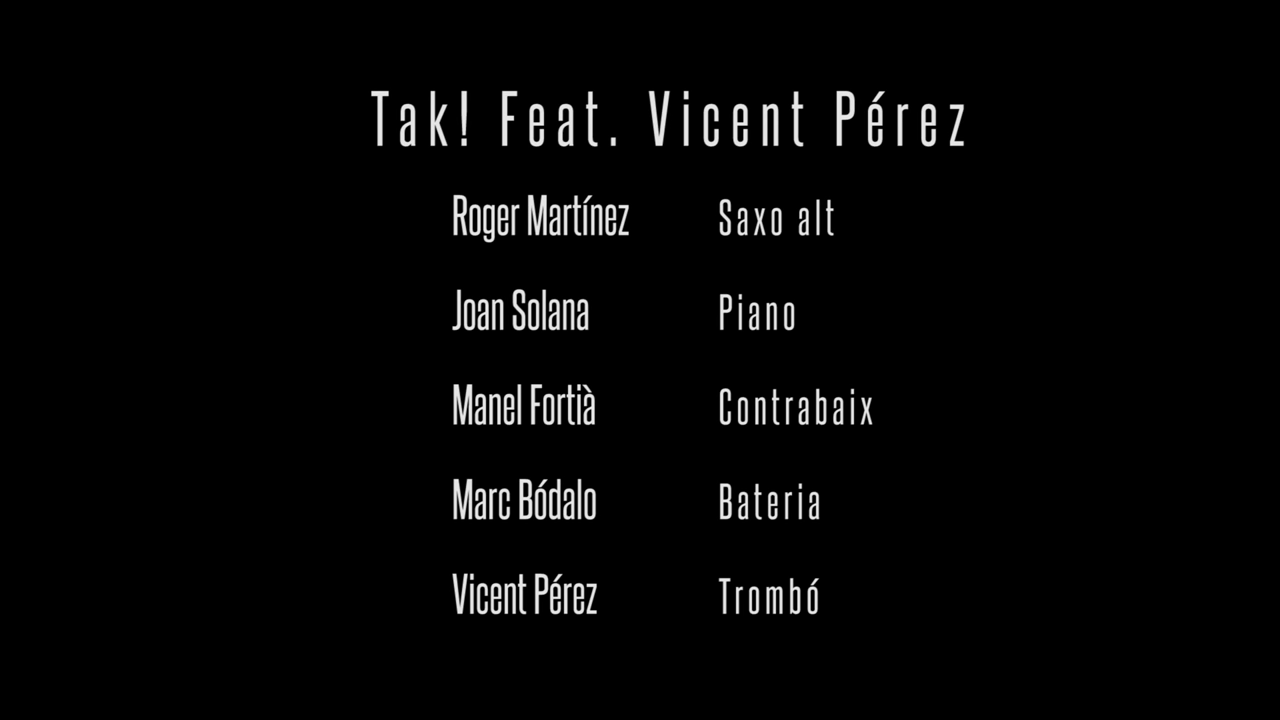 Tak! Feat. Vicent Pérez
Roger Martínez Saxo alt
Joan Solana Piano
Manel Fortià Contrabaix
Marc Bódalo Bateria
Vicent Pérez Trombó